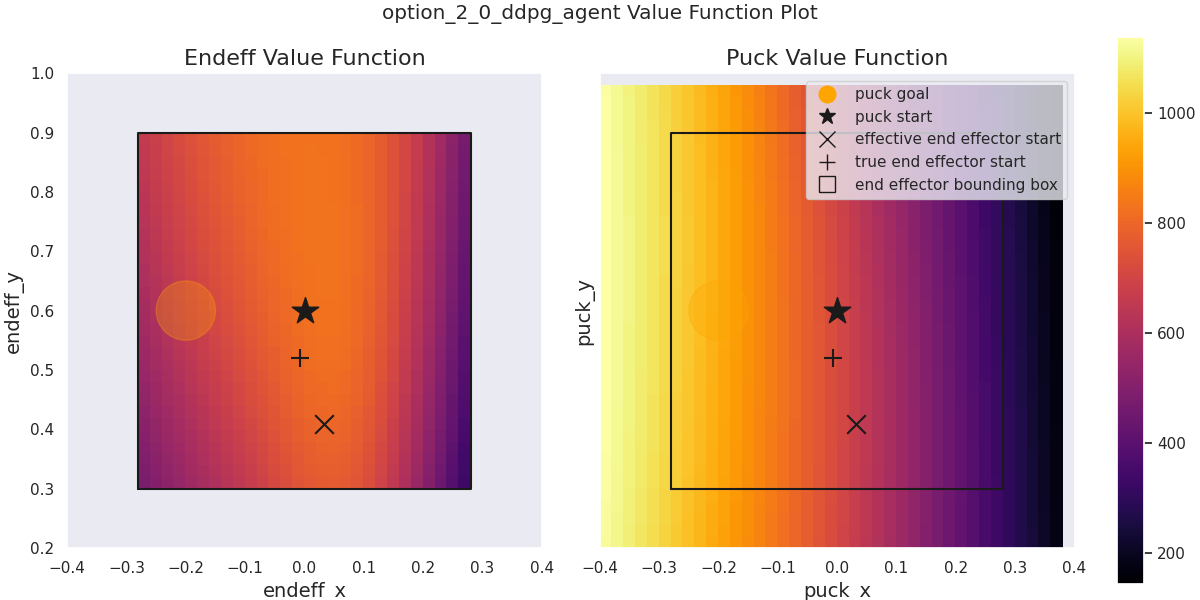 option_2_0_ddpg_agent Value Function Plot
Endeff Value Function
1.0
0.9
0.8
0.7
0.6
0.5
0.4
0.3
0.2
endeff_y
−0.4 −0.3 −0.2 −0.1 0.0 0.1 0.2 0.3 0.4
endeff_x
Puck Value Function
puck goal
puck start
effective end effector start
true end effector start
end effector bounding box
puck_y
−0.4 −0.3 −0.2 −0.1 0.0 0.1 0.2 0.3 0.4
puck_x
1000
800
600
400
200